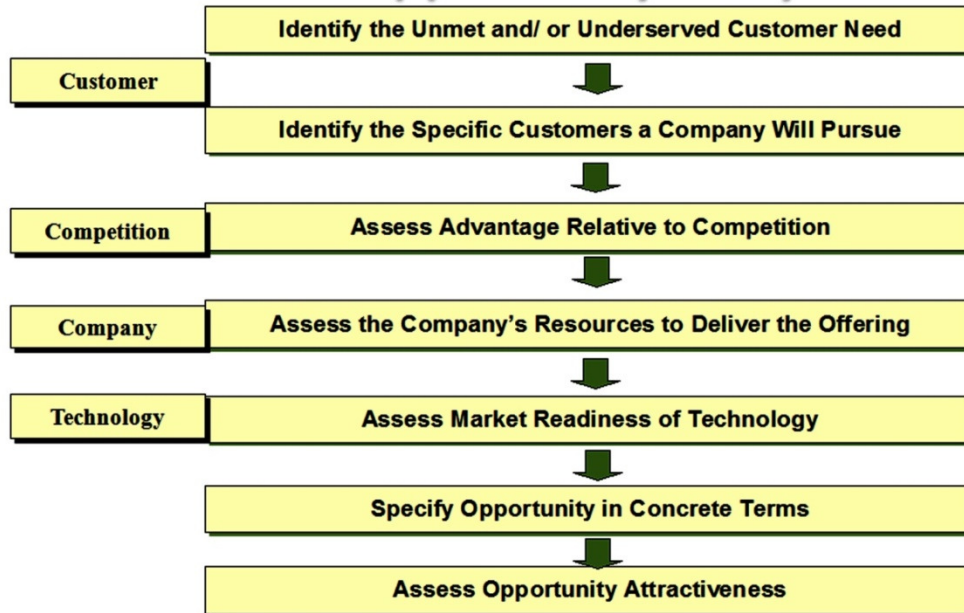 Identify the Unmet and/ or Underserved Customer Need
Customer
Identify the Specific Customers a Company Will Pursue
Competition
Assess Advantage Relative to Competition
Company
Assess the Company's Resources to Deliver the Offering
Technology
Assess Market Readiness of Technology
Specify Opportunity in Concrete Terms
Assess Opportunity Attractiveness